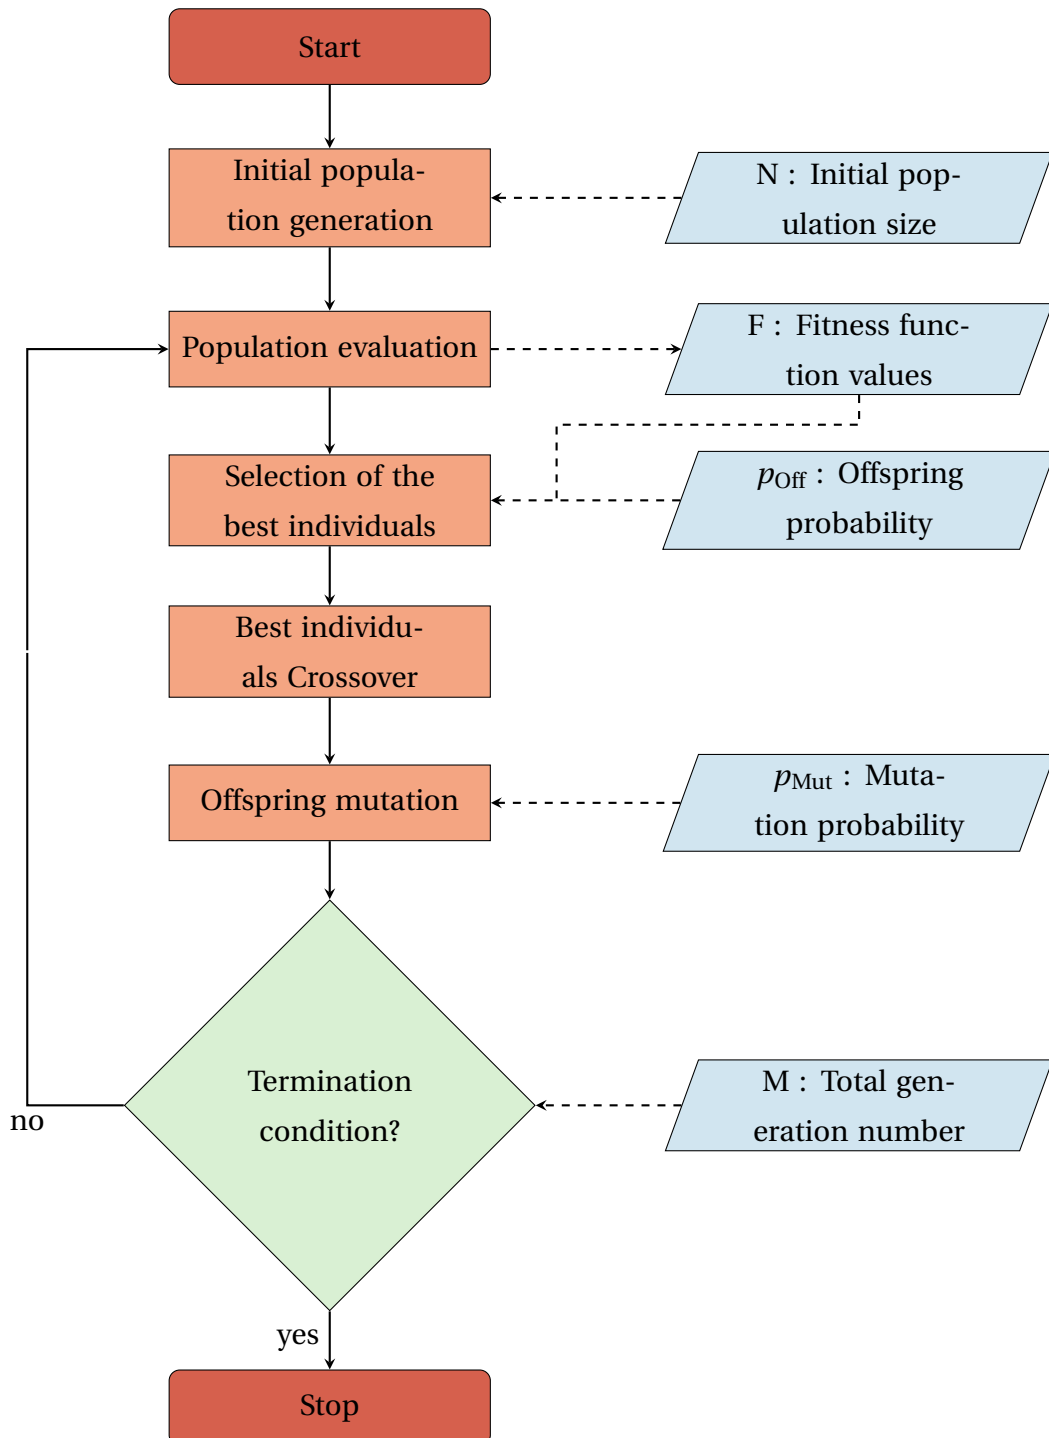 Start
Initial popula-
tion generation
N : Initial pop-
ulation size
Population evaluation
F : Fitness func-
tion values
Selection of the
best individuals
pOff : Offspring
probability
Best individu-
als Crossover
Offspring mutation
pMut : Muta-
tion probability
Termination
condition?
M : Total gen-
eration number
no
yes
Stop